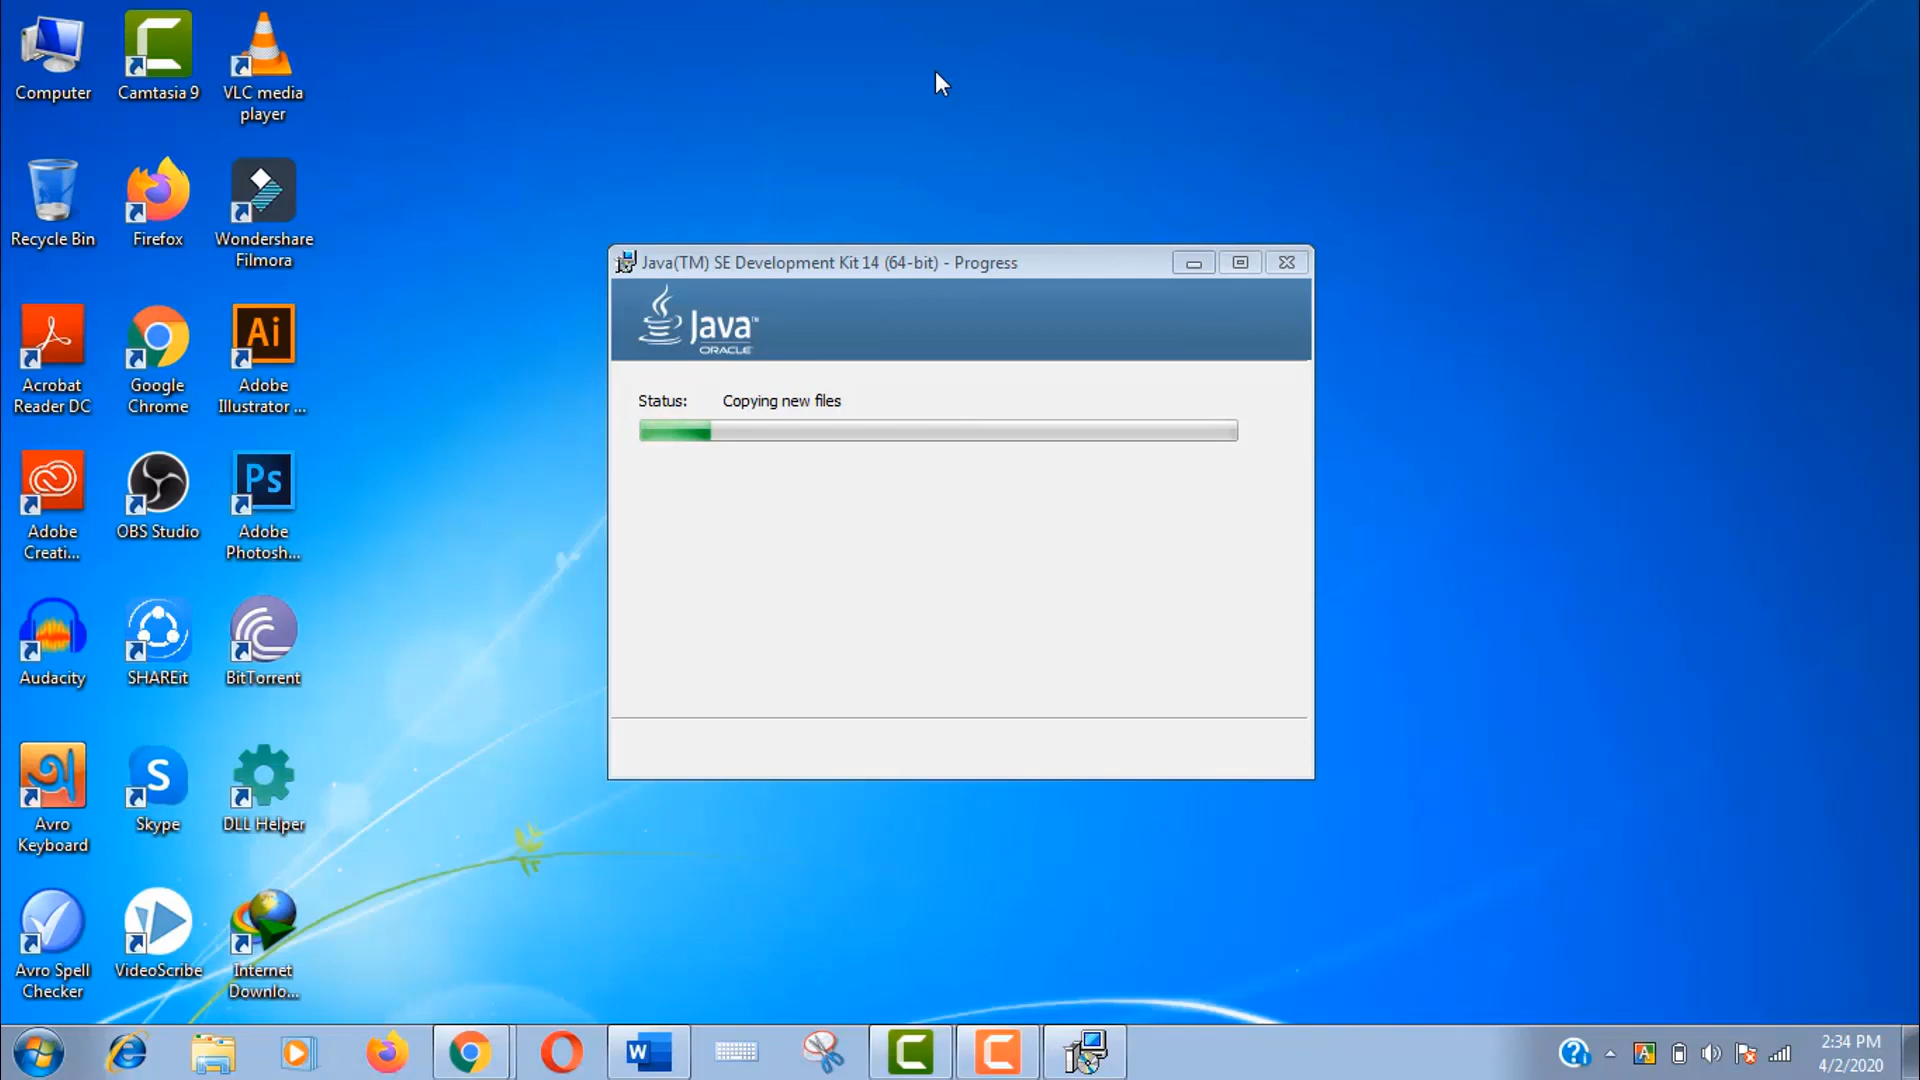 Computer
Camtasia 9
VLC media
player
Recycle Bin
Firefox
Wondershare
Filmora
Acrobat
Reader DC
Google
Chrome
Ai
Adobe
Illustrator ...
Adobe
Creati...
OBS Studio
Ps
Adobe
Photosh...
Audacity
SHAREit
BitTorrent
Avro
Keyboard
S
Skype
DLL Helper
Avro Spell
Checker
VideoScribe
Internet
Downlo...
Java(TM) SE Development Kit 14 (64-bit) - Progress
Java™
ORACLE
Status: Copying new files
W
A
2:34 PM
4/2/2020